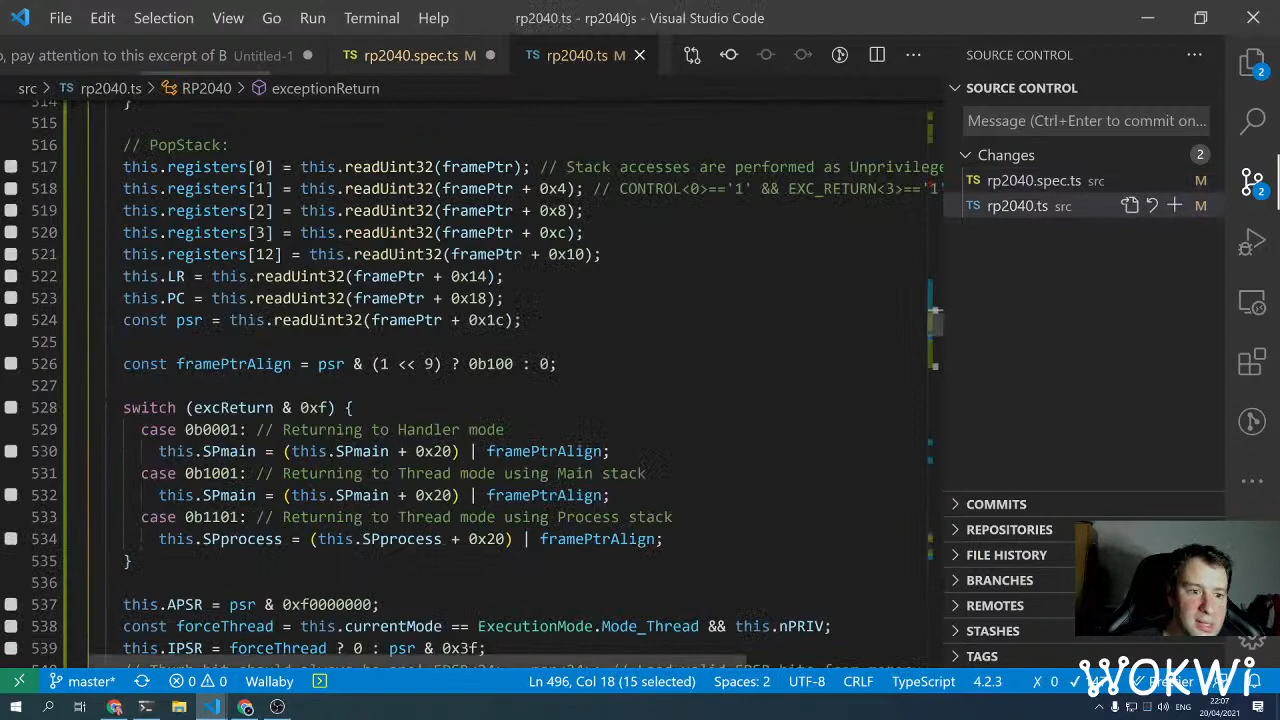 File Edit Selection View Go Run Terminal Help rp2040.ts - rp2040js - Visual Studio Code
, pay attention to this excerpt of B Untitled-1
TS rp2040.spec.ts M
TS rp2040.ts M
SOURCE CONTROL
src > TS rp2040.ts > RP2040 > exceptionReturn
SOURCE CONTROL
Message (Ctrl+Enter to commit on...
Changes 2
TS rp2040.spec.ts src M
TS rp2040.ts src M
514 }
515
516 // PopStack:
517 this.registers[0] = this.readUint32(framePtr); // Stack accesses are performed as Unprivilege
518 this.registers[1] = this.readUint32(framePtr + 0x4); // CONTROL<0>=='1' && EXC_RETURN<3>=='1'
519 this.registers[2] = this.readUint32(framePtr + 0x8);
520 this.registers[3] = this.readUint32(framePtr + 0xc);
521 this.registers[12] = this.readUint32(framePtr + 0x10);
522 this.LR = this.readUint32(framePtr + 0x14);
523 this.PC = this.readUint32(framePtr + 0x18);
524 const psr = this.readUint32(framePtr + 0x1c);
525
526 const framePtrAlign = psr & (1 << 9) ? 0b100 : 0;
527
528 switch (excReturn & 0xf) {
529 case 0b0001: // Returning to Handler mode
530 this.SPmain = (this.SPmain + 0x20) | framePtrAlign;
531 case 0b1001: // Returning to Thread mode using Main stack
532 this.SPmain = (this.SPmain + 0x20) | framePtrAlign;
533 case 0b1101: // Returning to Thread mode using Process stack
534 this.SPprocess = (this.SPprocess + 0x20) | framePtrAlign;
535 }
536
537 this.APSR = psr & 0xf0000000;
538 const forceThread = this.currentMode == ExecutionMode.Mode_Thread && this.nPRIV;
539 this.IPSR = forceThread ? 0 : psr & 0x3f;
COMMITS
REPOSITORIES
FILE HISTORY
BRANCHES
REMOTES
STASHES
TAGS
2
2
WOKWI
master* 0 0 Wallaby Ln 496, Col 18 (15 selected) Spaces: 2 UTF-8 CRLF TypeScript 4.2.3 0
ENG 22:07
20/04/2021